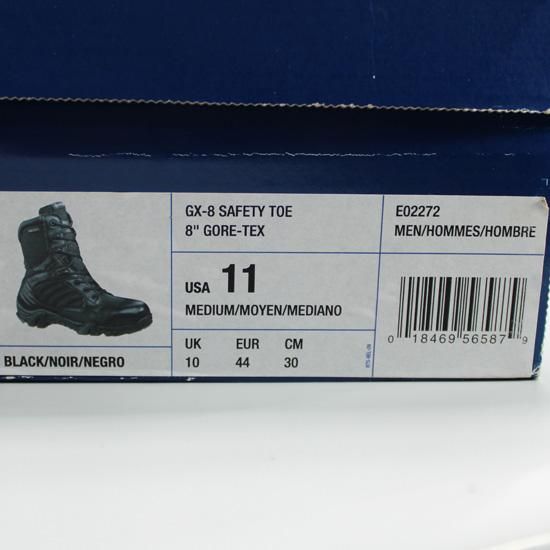 GX-8 SAFETY TOE
8" GORE-TEX
E02272
MEN/HOMMES/HOMBRE
USA 11
MEDIUM/MOYEN/MEDIANO
UK EUR CM
10 44 30
BLACK/NOIR/NEGRO
0 18469 56587 9